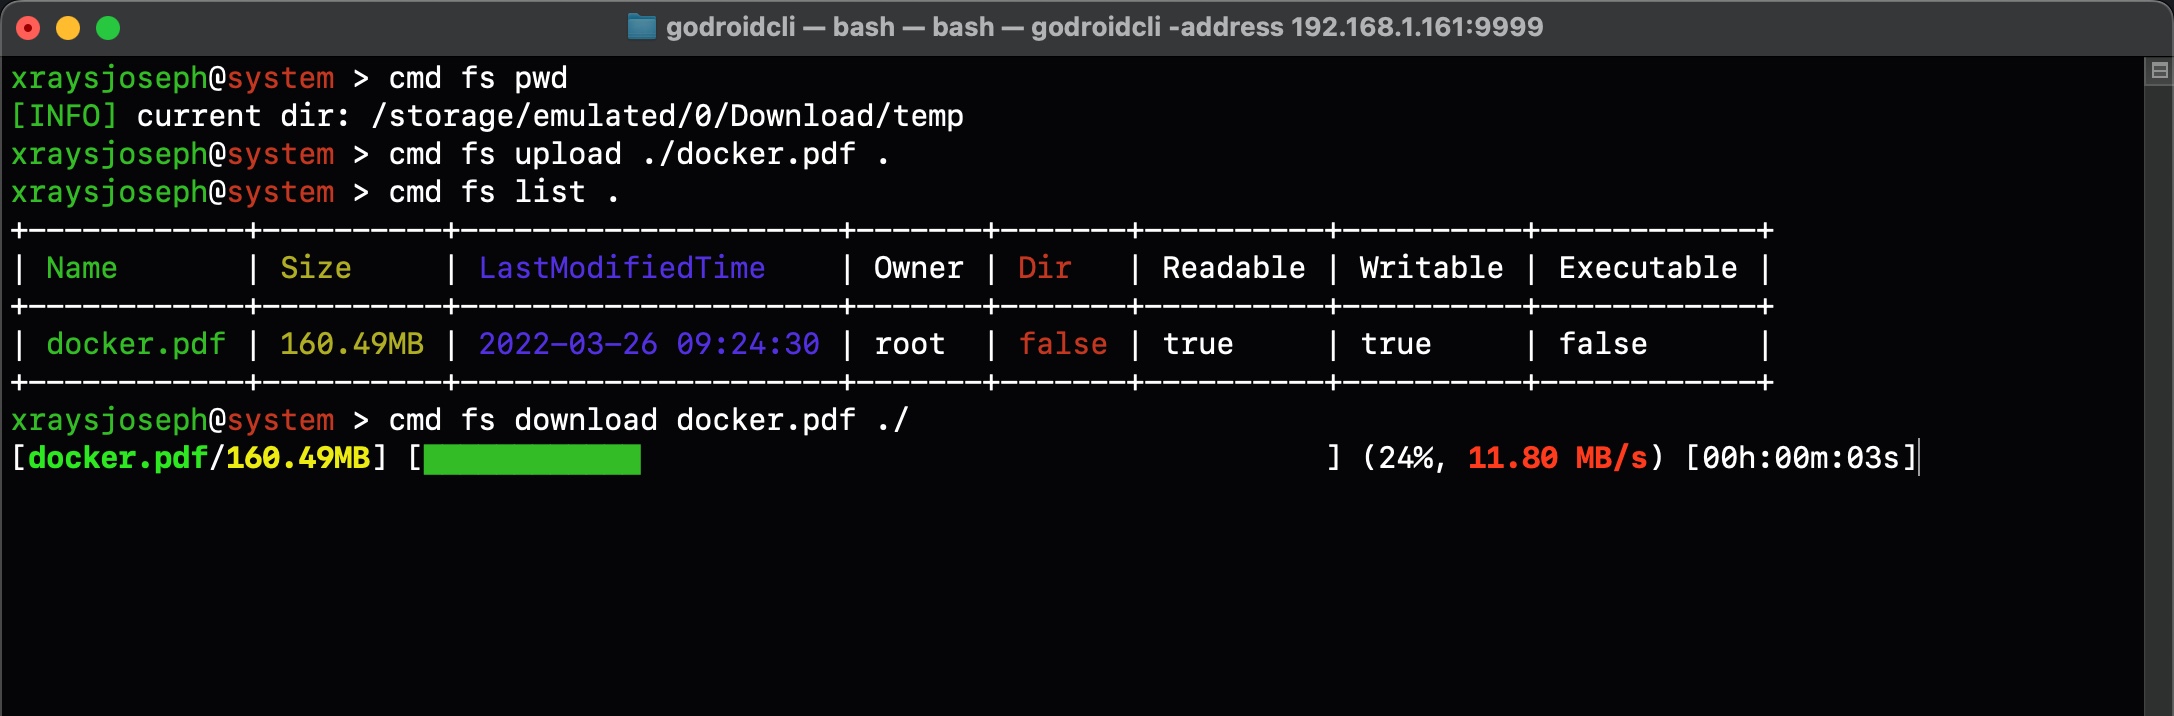 godroidcli — bash — bash — godroidcli -address 192.168.1.161:9999
xraysjoseph@system > cmd fs pwd
[INFO] current dir: /storage/emulated/0/Download/temp
xraysjoseph@system > cmd fs upload ./docker.pdf .
xraysjoseph@system > cmd fs list .
+------------+----------+---------------------+-------+-------+----------+----------+------------+
| Name       | Size     | LastModifiedTime    | Owner | Dir   | Readable | Writable | Executable |
+------------+----------+---------------------+-------+-------+----------+----------+------------+
| docker.pdf | 160.49MB | 2022-03-26 09:24:30 | root  | false | true     | true     | false      |
+------------+----------+---------------------+-------+-------+----------+----------+------------+
xraysjoseph@system > cmd fs download docker.pdf ./
[docker.pdf/160.49MB] [████████████                                      ] (24%, 11.80 MB/s) [00h:00m:03s]